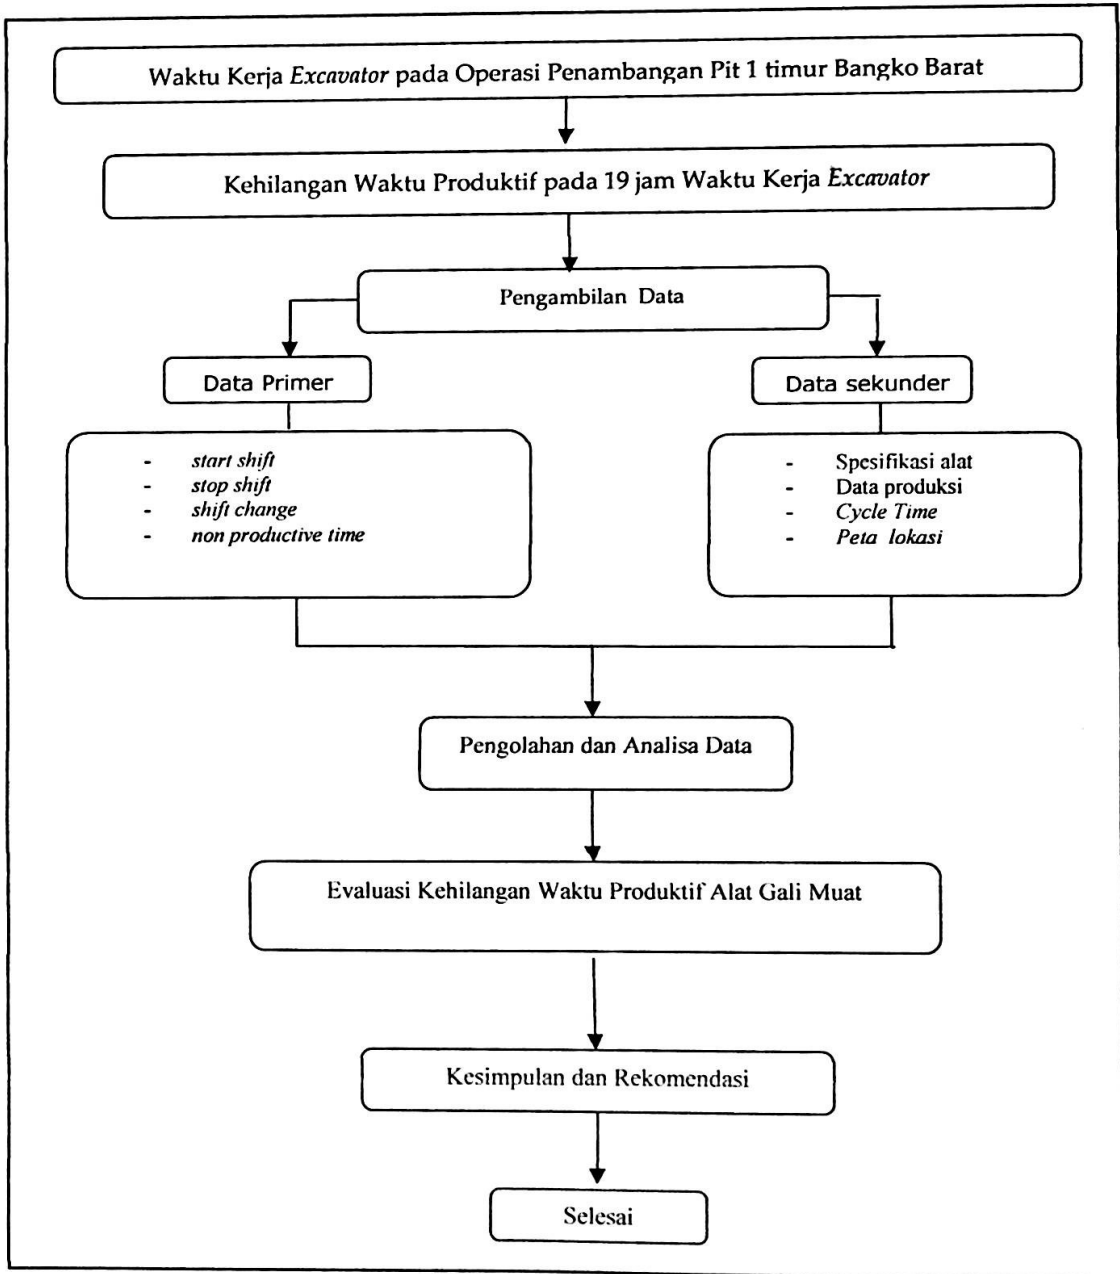 Waktu Kerja Excavator pada Operasi Penambangan Pit 1 timur Bangko Barat
Kehilangan Waktu Produktif pada 19 jam Waktu Kerja Excavator
Pengambilan Data
Data Primer
- start shift
- stop shift
- shift change
- non productive time
Data sekunder
- Spesifikasi alat
- Data produksi
- Cycle Time
- Peta lokasi
Pengolahan dan Analisa Data
Evaluasi Kehilangan Waktu Produktif Alat Gali Muat
Kesimpulan dan Rekomendasi
Selesai